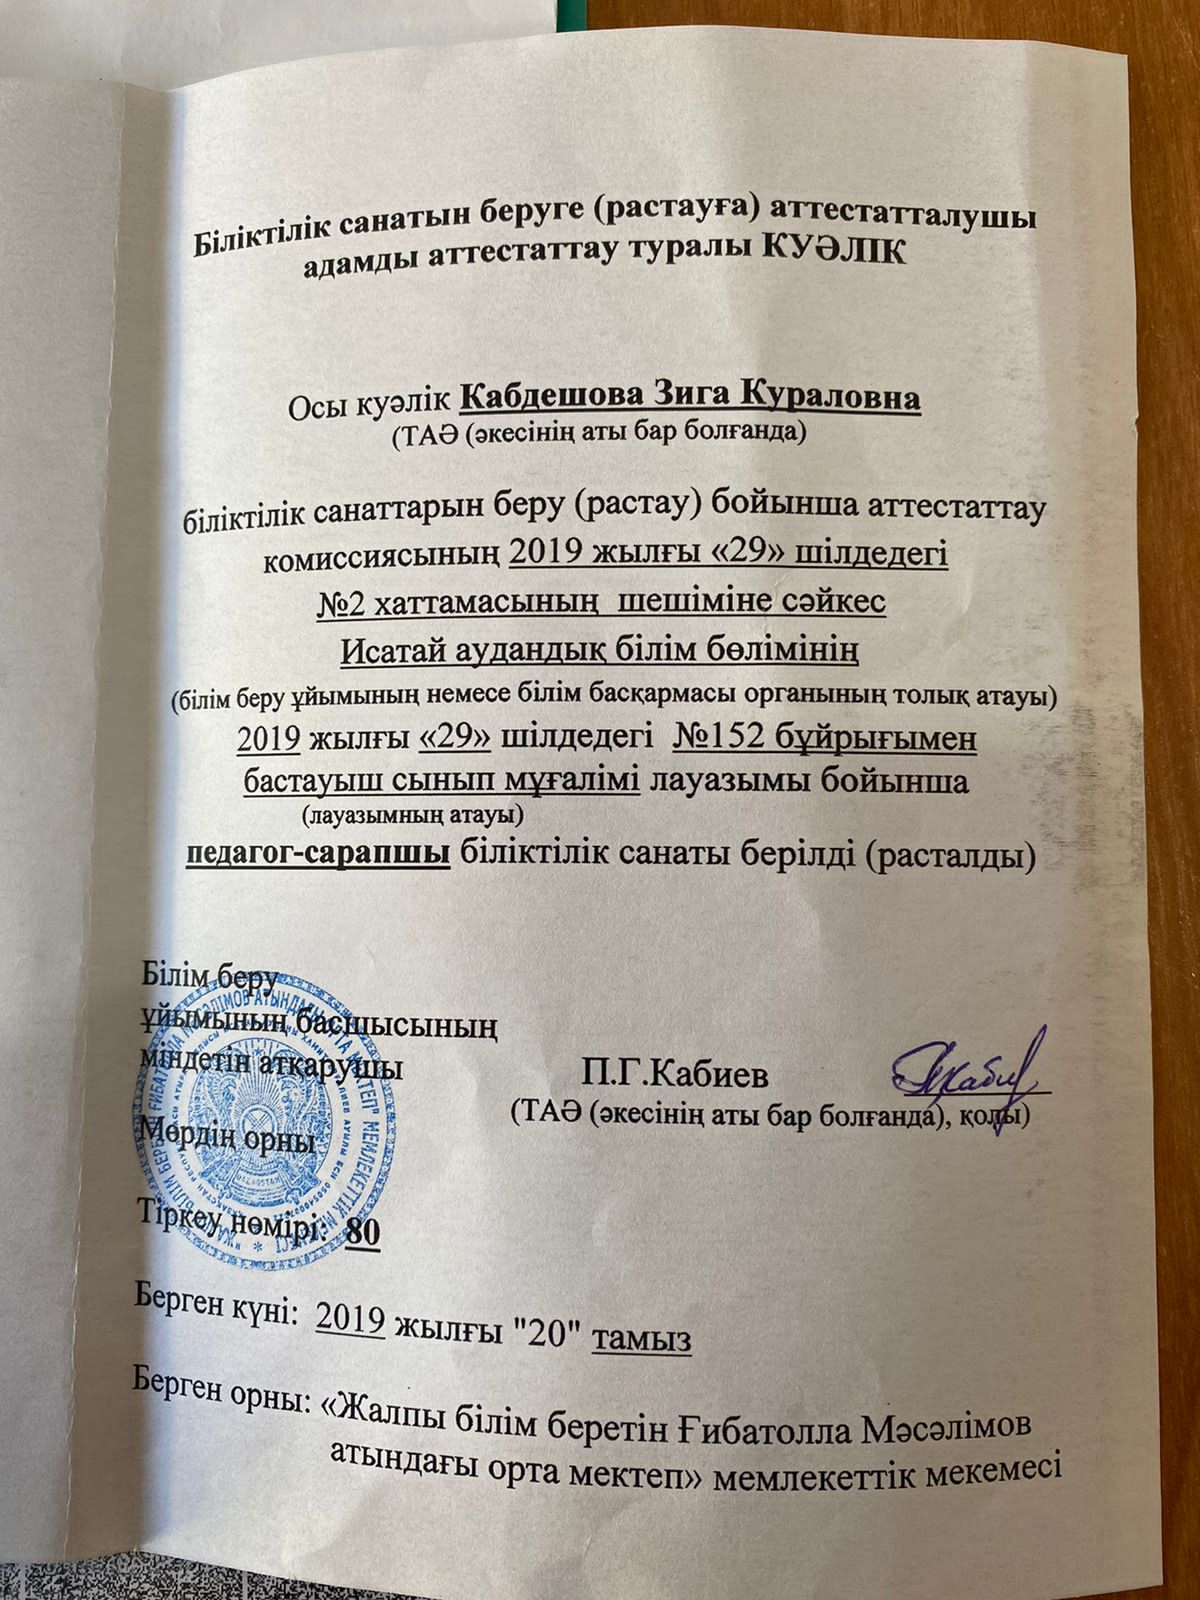 Біліктілік санатын беруге (растауға) аттестатталушы
адамды аттестаттау туралы КУӘЛІК
Осы куәлік Кабдешова Зига Кураловна
(ТАӘ (әкесінің аты бар болғанда)
біліктілік санаттарын беру (растау) бойынша аттестаттау
комиссиясының 2019 жылғы «29» шілдедегі
№2 хаттамасының шешіміне сәйкес
Исатай аудандық білім бөлімінің
(білім беру ұйымының немесе білім басқармасы органының толық атауы)
2019 жылғы «29» шілдедегі №152 бұйрығымен
бастауыш сынып мұғалімі лауазымы бойынша
(лауазымның атауы)
педагог-сарапшы біліктілік санаты берілді (расталды)
Білім беру
ұйымының басшысының
міндетін атқарушы
П.Г.Кабиев
(ТАӘ (әкесінің аты бар болғанда), қолы)
Мөрдің орны
Тіркеу нөмірі: 80
Берген күні: 2019 жылғы "20" тамыз
Берген орны: «Жалпы білім беретін Ғибатолла Мәсәлімов
атындағы орта мектеп» мемлекеттік мекемесі